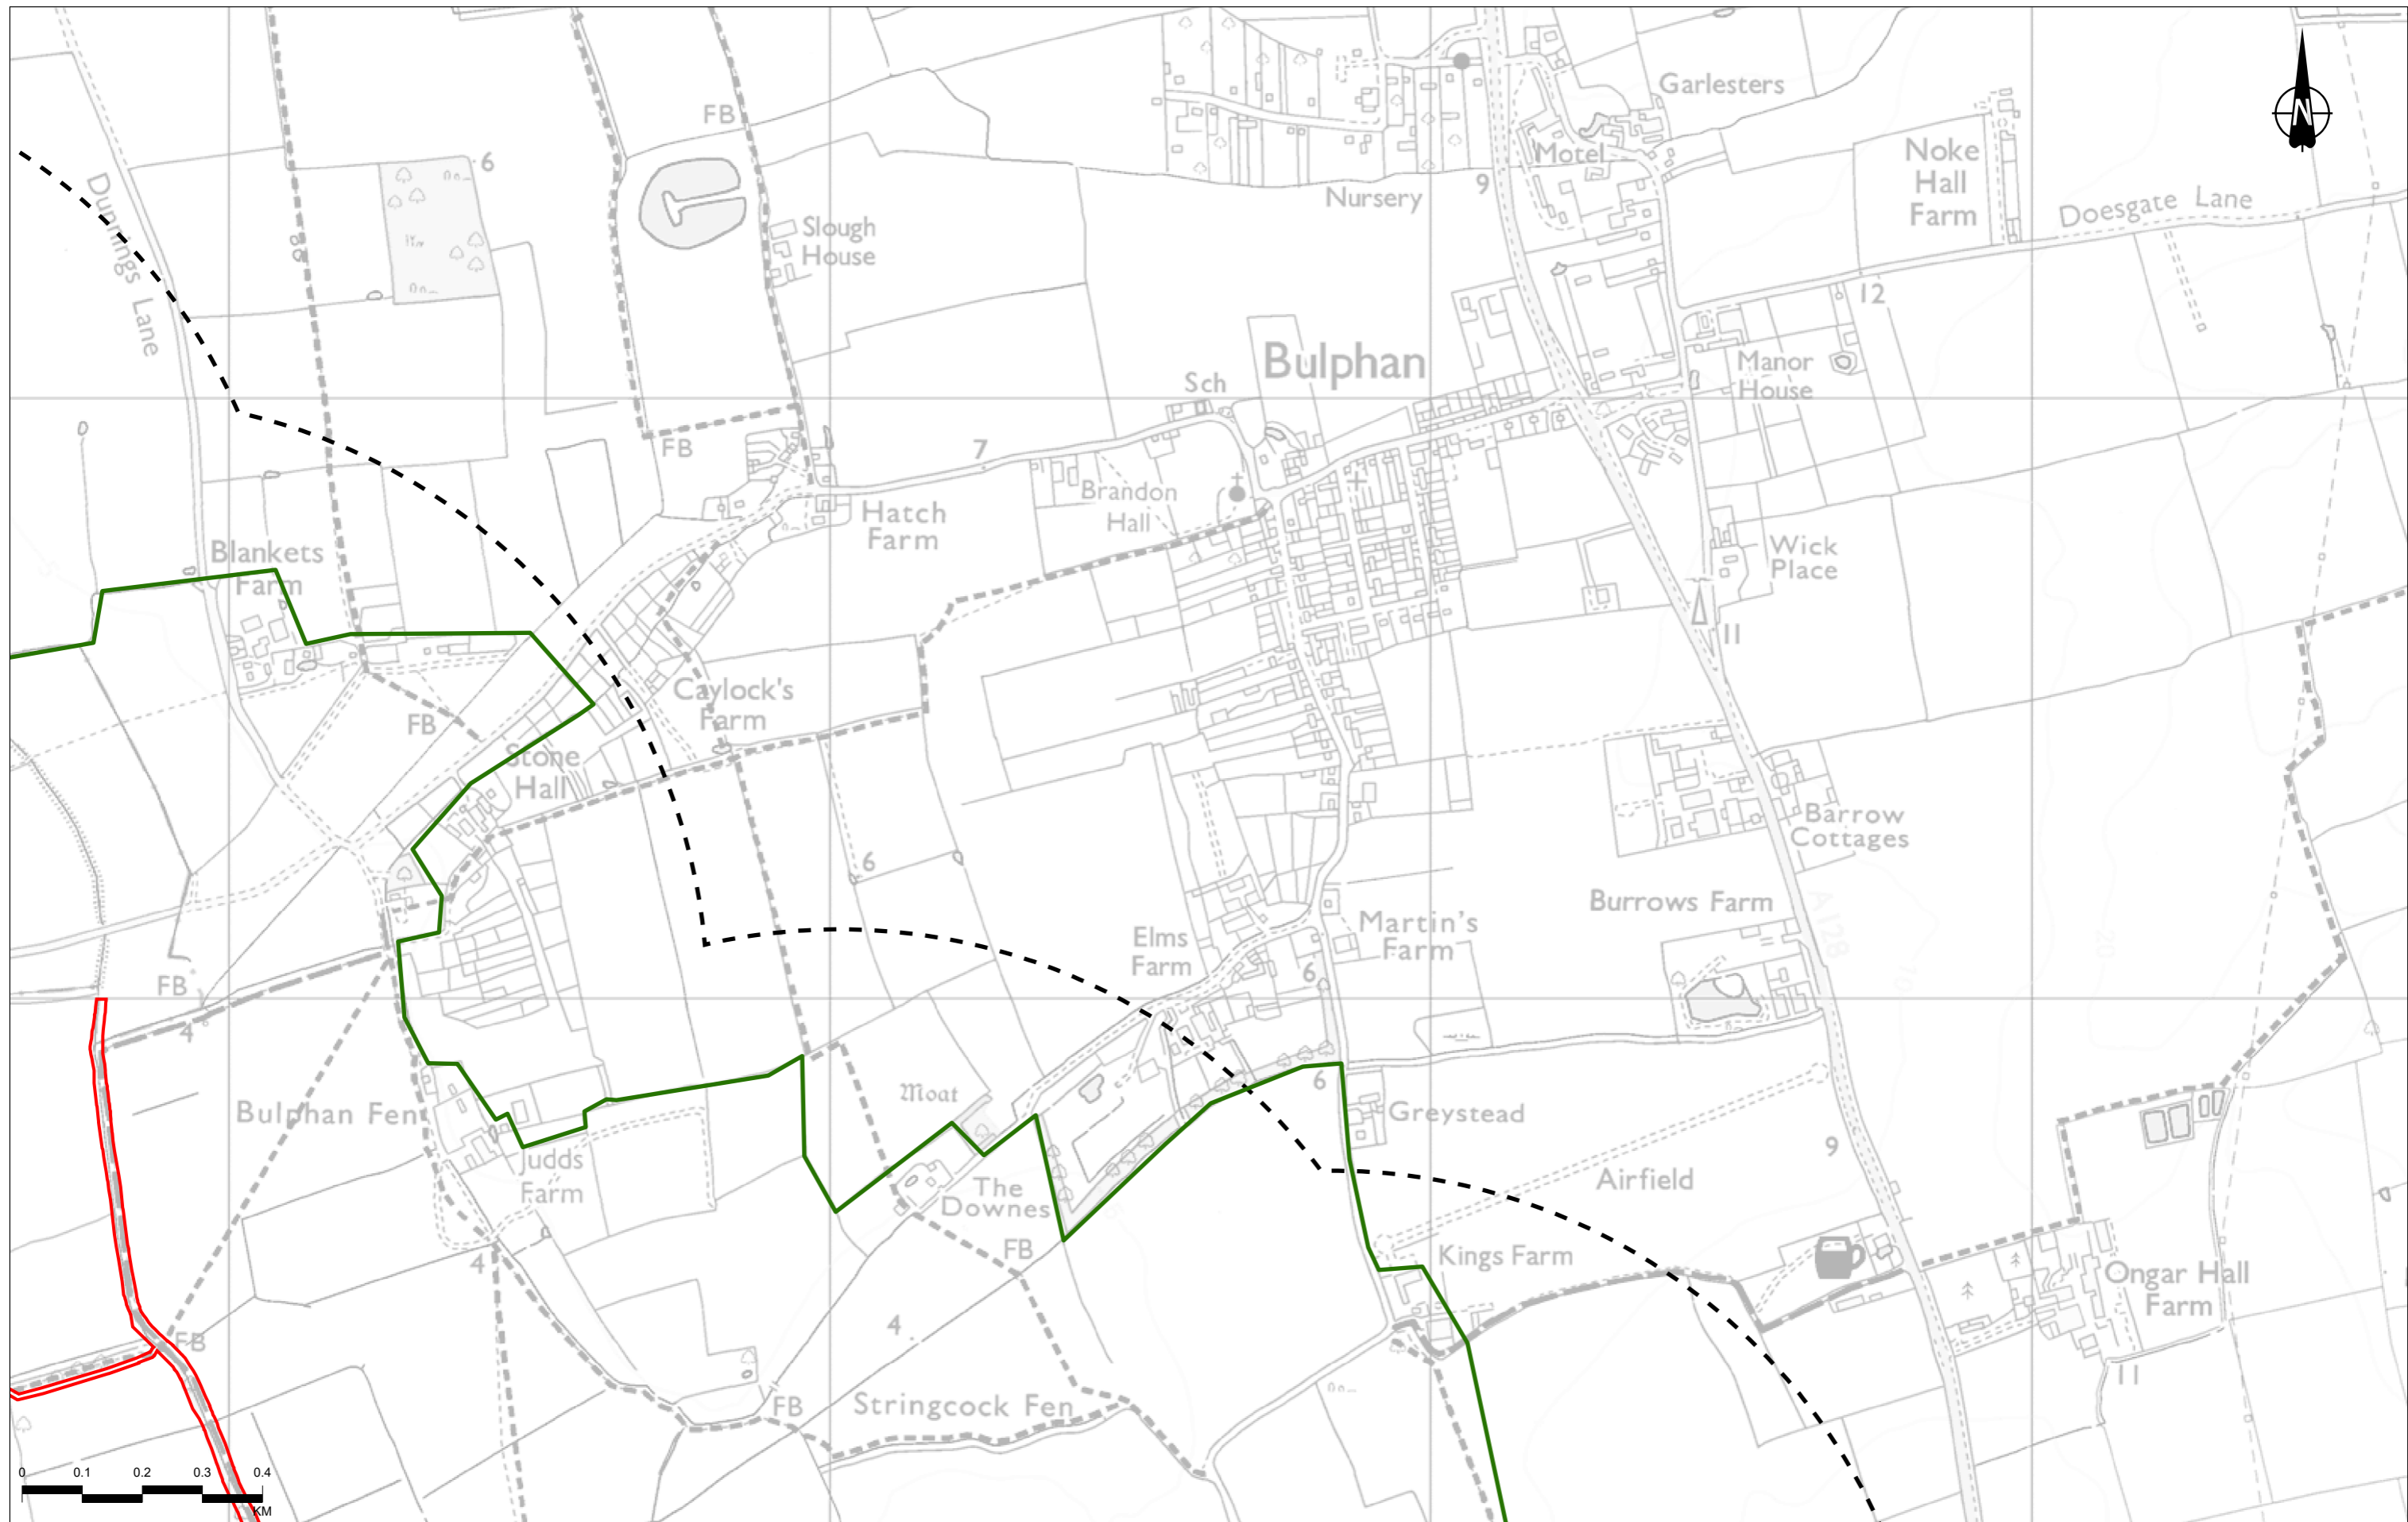 FB
Garlesters
Motel
Nursery
9
N
Noke
Hall
Farm
Doesgate Lane
Dunnings Lane
6
Slough
House
12
Bulphan
Sch
Manor
House
FB
7
Brandon
Hall
Hatch
Farm
Blankets
Farm
Wick
Place
11
Caylock's
Farm
FB
Stone
Hall
Barrow
Cottages
6
Burrows Farm
A128
20
10
Martin's
Farm
Elms
Farm
6
FB
4
6
Moat
Bulphan Fen
Greystead
Judds
Farm
The
Downes
Airfield
9
FB
4
Kings Farm
Ongar Hall
Farm
11
FB
4
FB
Stringcock Fen
0 0.1 0.2 0.3 0.4
KM